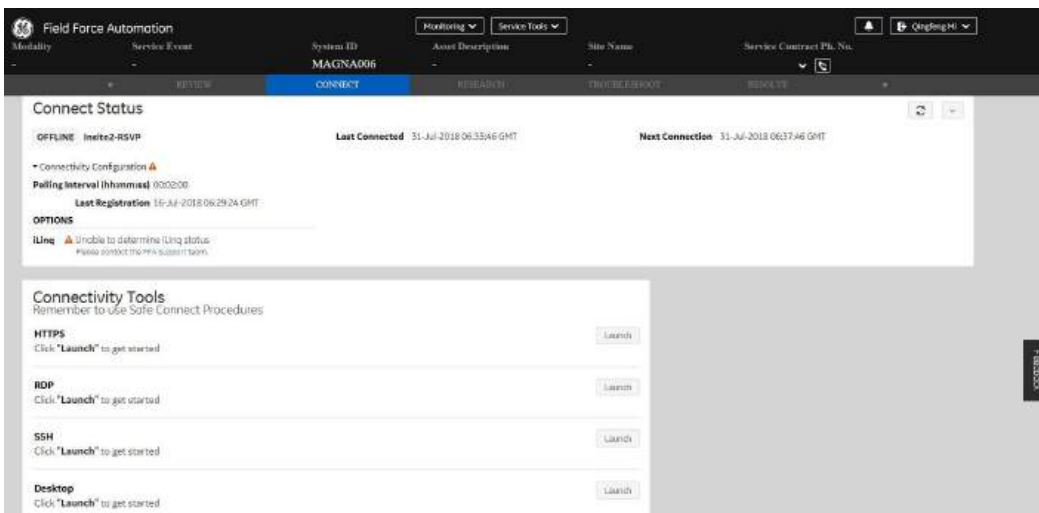 Field Force Automation
Monitoring
Service Tools
Qingfeng Mi
Modality
Service Event
System ID
Asset Description
Site Name
Service Contract Ph. No.
-
-
MAGNA006
-
-
REVIEW
CONNECT
RESEARCH
TROUBLESHOOT
RESOLVE
Connect Status
OFFLINE Insite2-RSVP
Last Connected 31-Jul-2018 06:35:46 GMT
Next Connection 31-Jul-2018 06:37:46 GMT
Connectivity Configuration
Polling Interval (hh:mm:ss) 00:02:00
Last Registration 16-Jul-2018 06:29:24 GMT
OPTIONS
iLinq Unable to determine iLinq status
Please contact the FFA support team.
Connectivity Tools
Remember to use Safe Connect Procedures
HTTPS
Click "Launch" to get started
Launch
RDP
Click "Launch" to get started
Launch
SSH
Click "Launch" to get started
Launch
Desktop
Click "Launch" to get started
Launch
Feedback